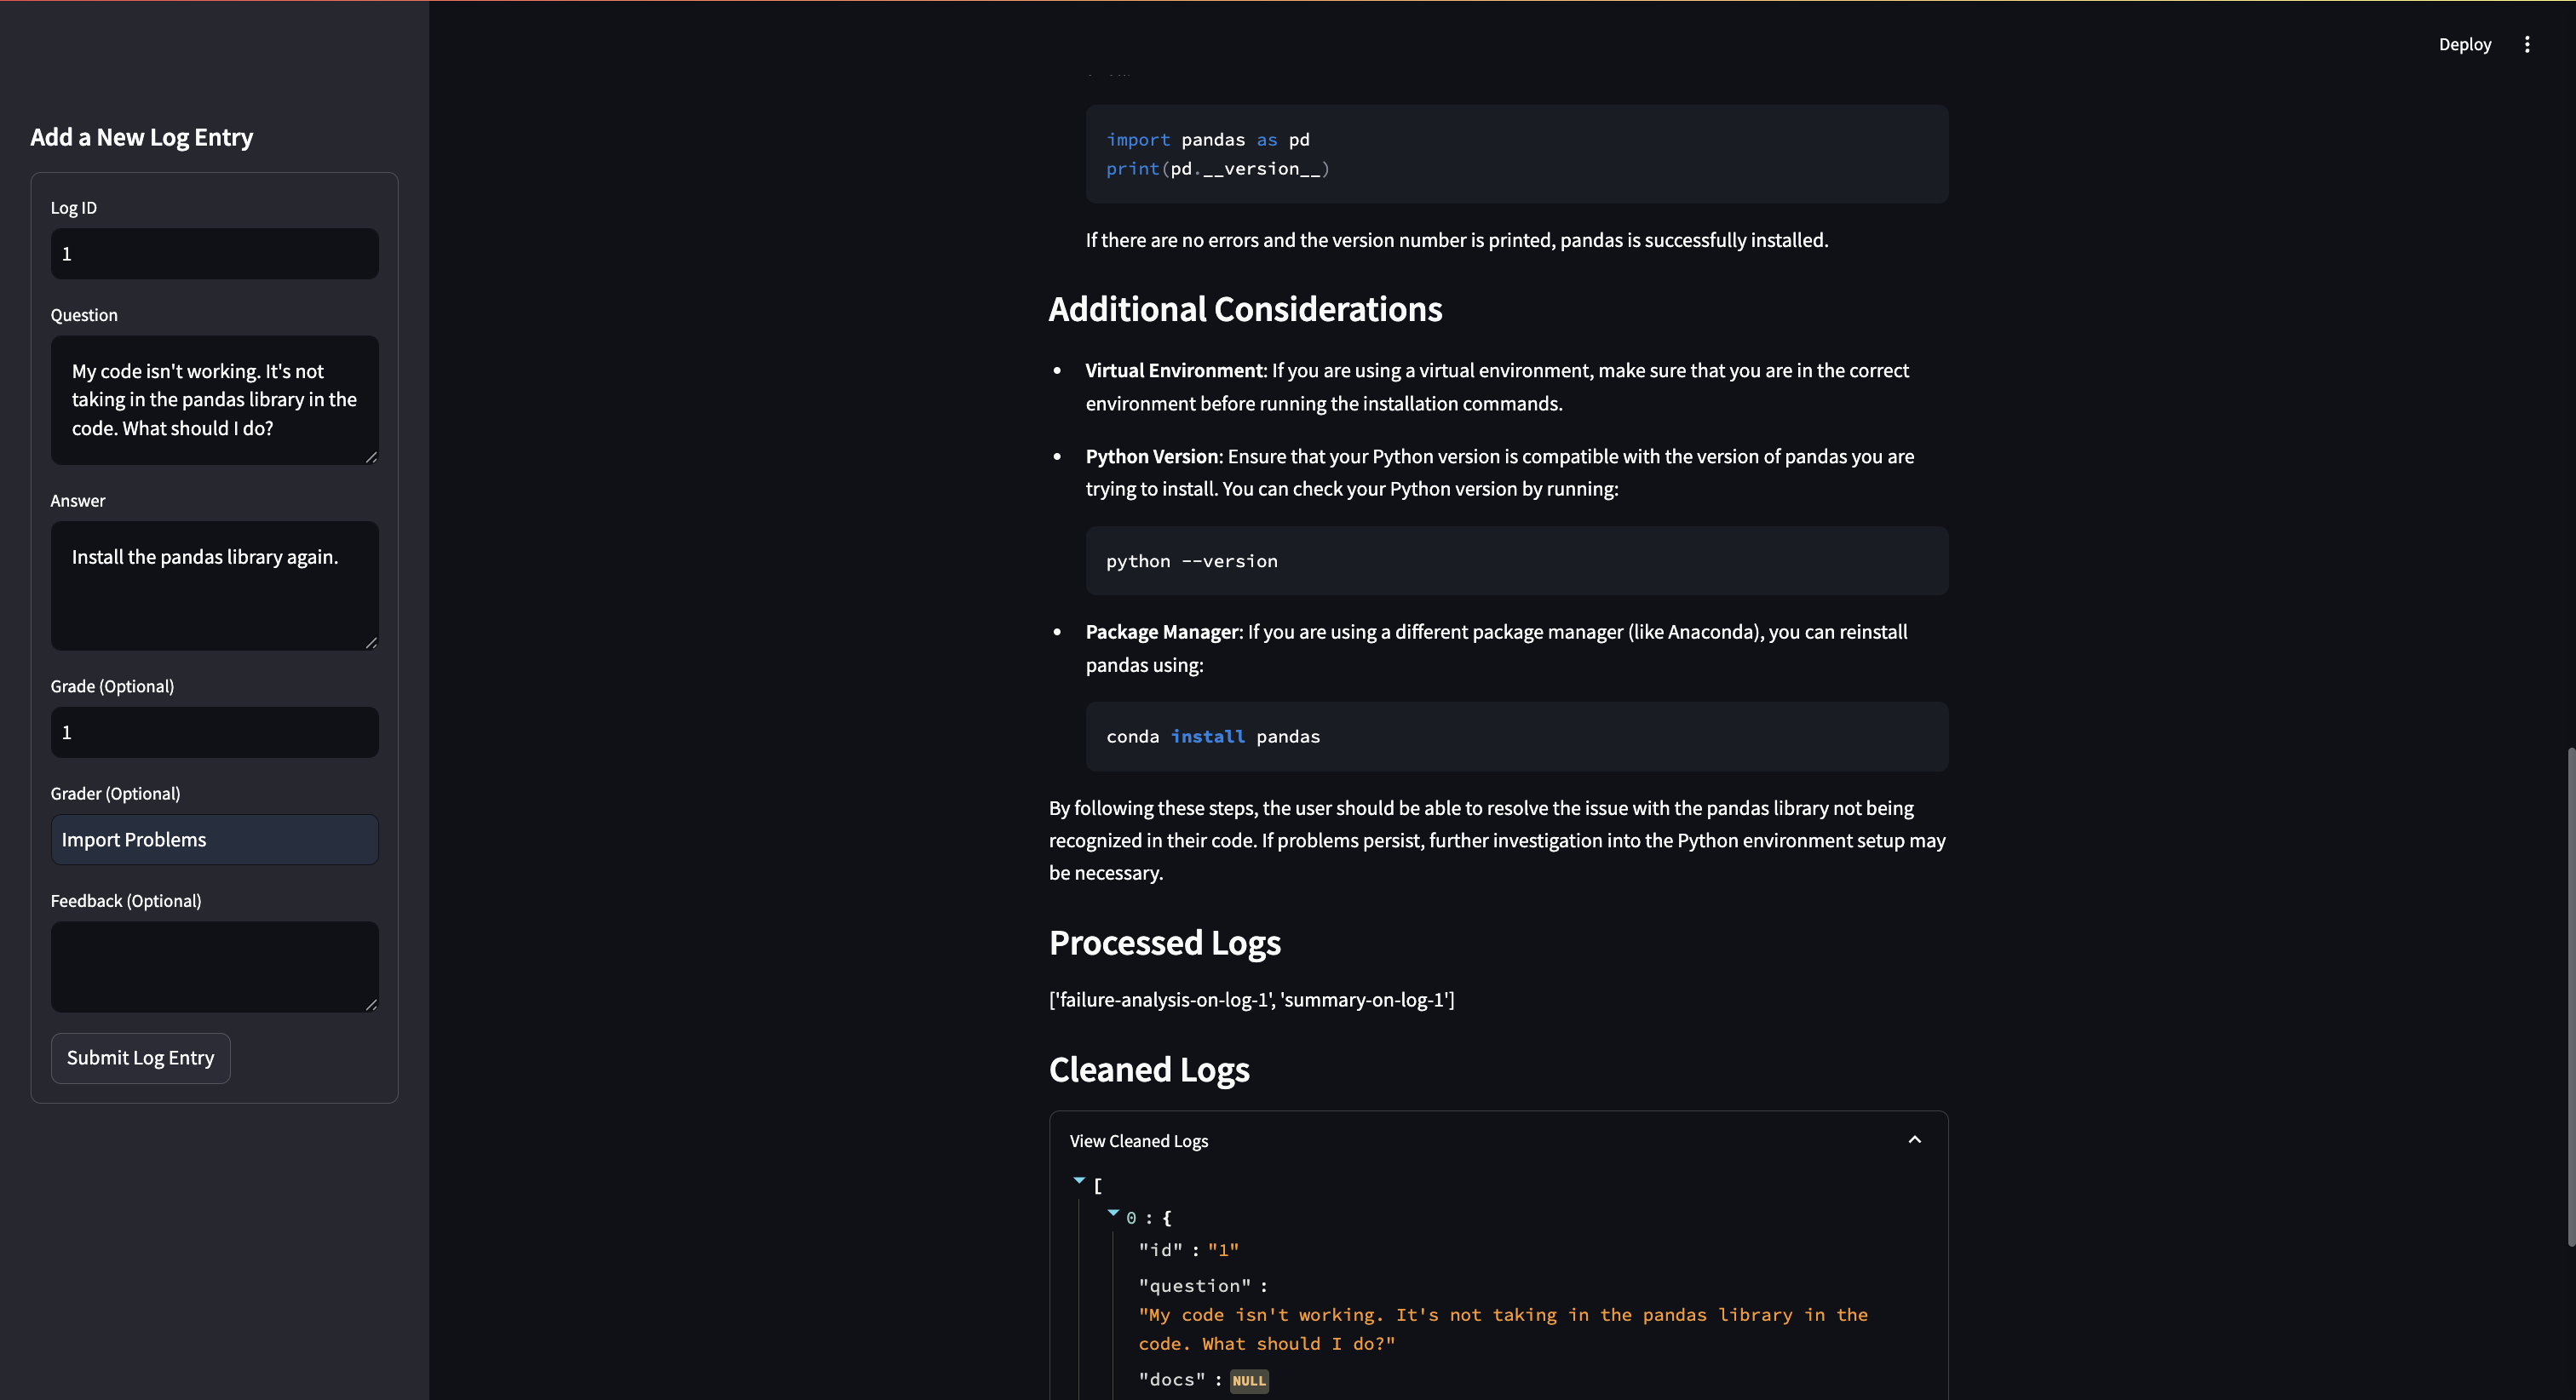 Deploy
Add a New Log Entry
Log ID
1
Question
My code isn't working. It's not
taking in the pandas library in the
code. What should I do?
Answer
Install the pandas library again.
Grade (Optional)
1
Grader (Optional)
Import Problems
Feedback (Optional)
Submit Log Entry
import pandas as pd
print(pd.__version__)
If there are no errors and the version number is printed, pandas is successfully installed.
Additional Considerations
• Virtual Environment: If you are using a virtual environment, make sure that you are in the correct
environment before running the installation commands.
• Python Version: Ensure that your Python version is compatible with the version of pandas you are
trying to install. You can check your Python version by running:
python --version
• Package Manager: If you are using a different package manager (like Anaconda), you can reinstall
pandas using:
conda install pandas
By following these steps, the user should be able to resolve the issue with the pandas library not being
recognized in their code. If problems persist, further investigation into the Python environment setup may
be necessary.
Processed Logs
['failure-analysis-on-log-1', 'summary-on-log-1']
Cleaned Logs
View Cleaned Logs
[
0 : {
"id" : "1"
"question" :
"My code isn't working. It's not taking in the pandas library in the
code. What should I do?"
"docs" : NULL